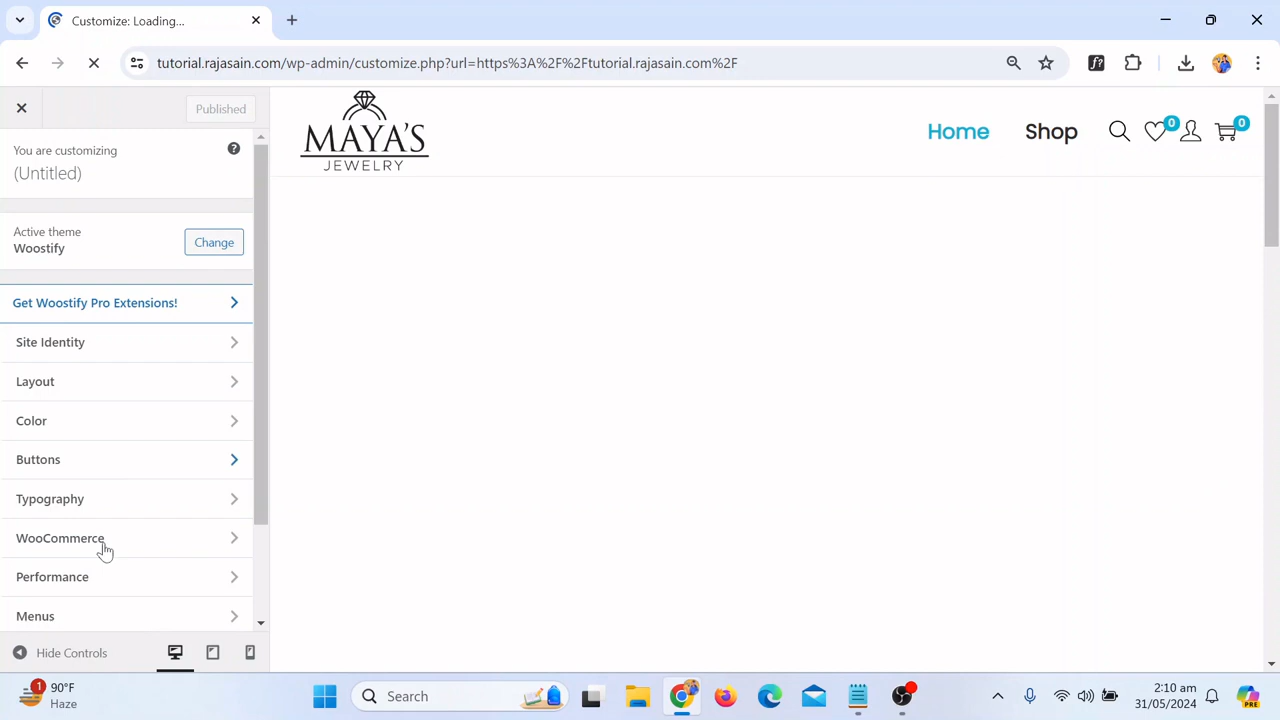 Customize: Loading...
tutorial.rajasain.com/wp-admin/customize.php?url=https%3A%2F%2Ftutorial.rajasain.com%2F
Published
You are customizing
(Untitled)
Active theme
Woostify
Change
Get Woostify Pro Extensions!
Site Identity
Layout
Color
Buttons
Typography
WooCommerce
Performance
Menus
Hide Controls
MAYA'S
JEWELRY
Home
Shop
0
0
1
90°F
Haze
Search
PRE
2:10 am
31/05/2024